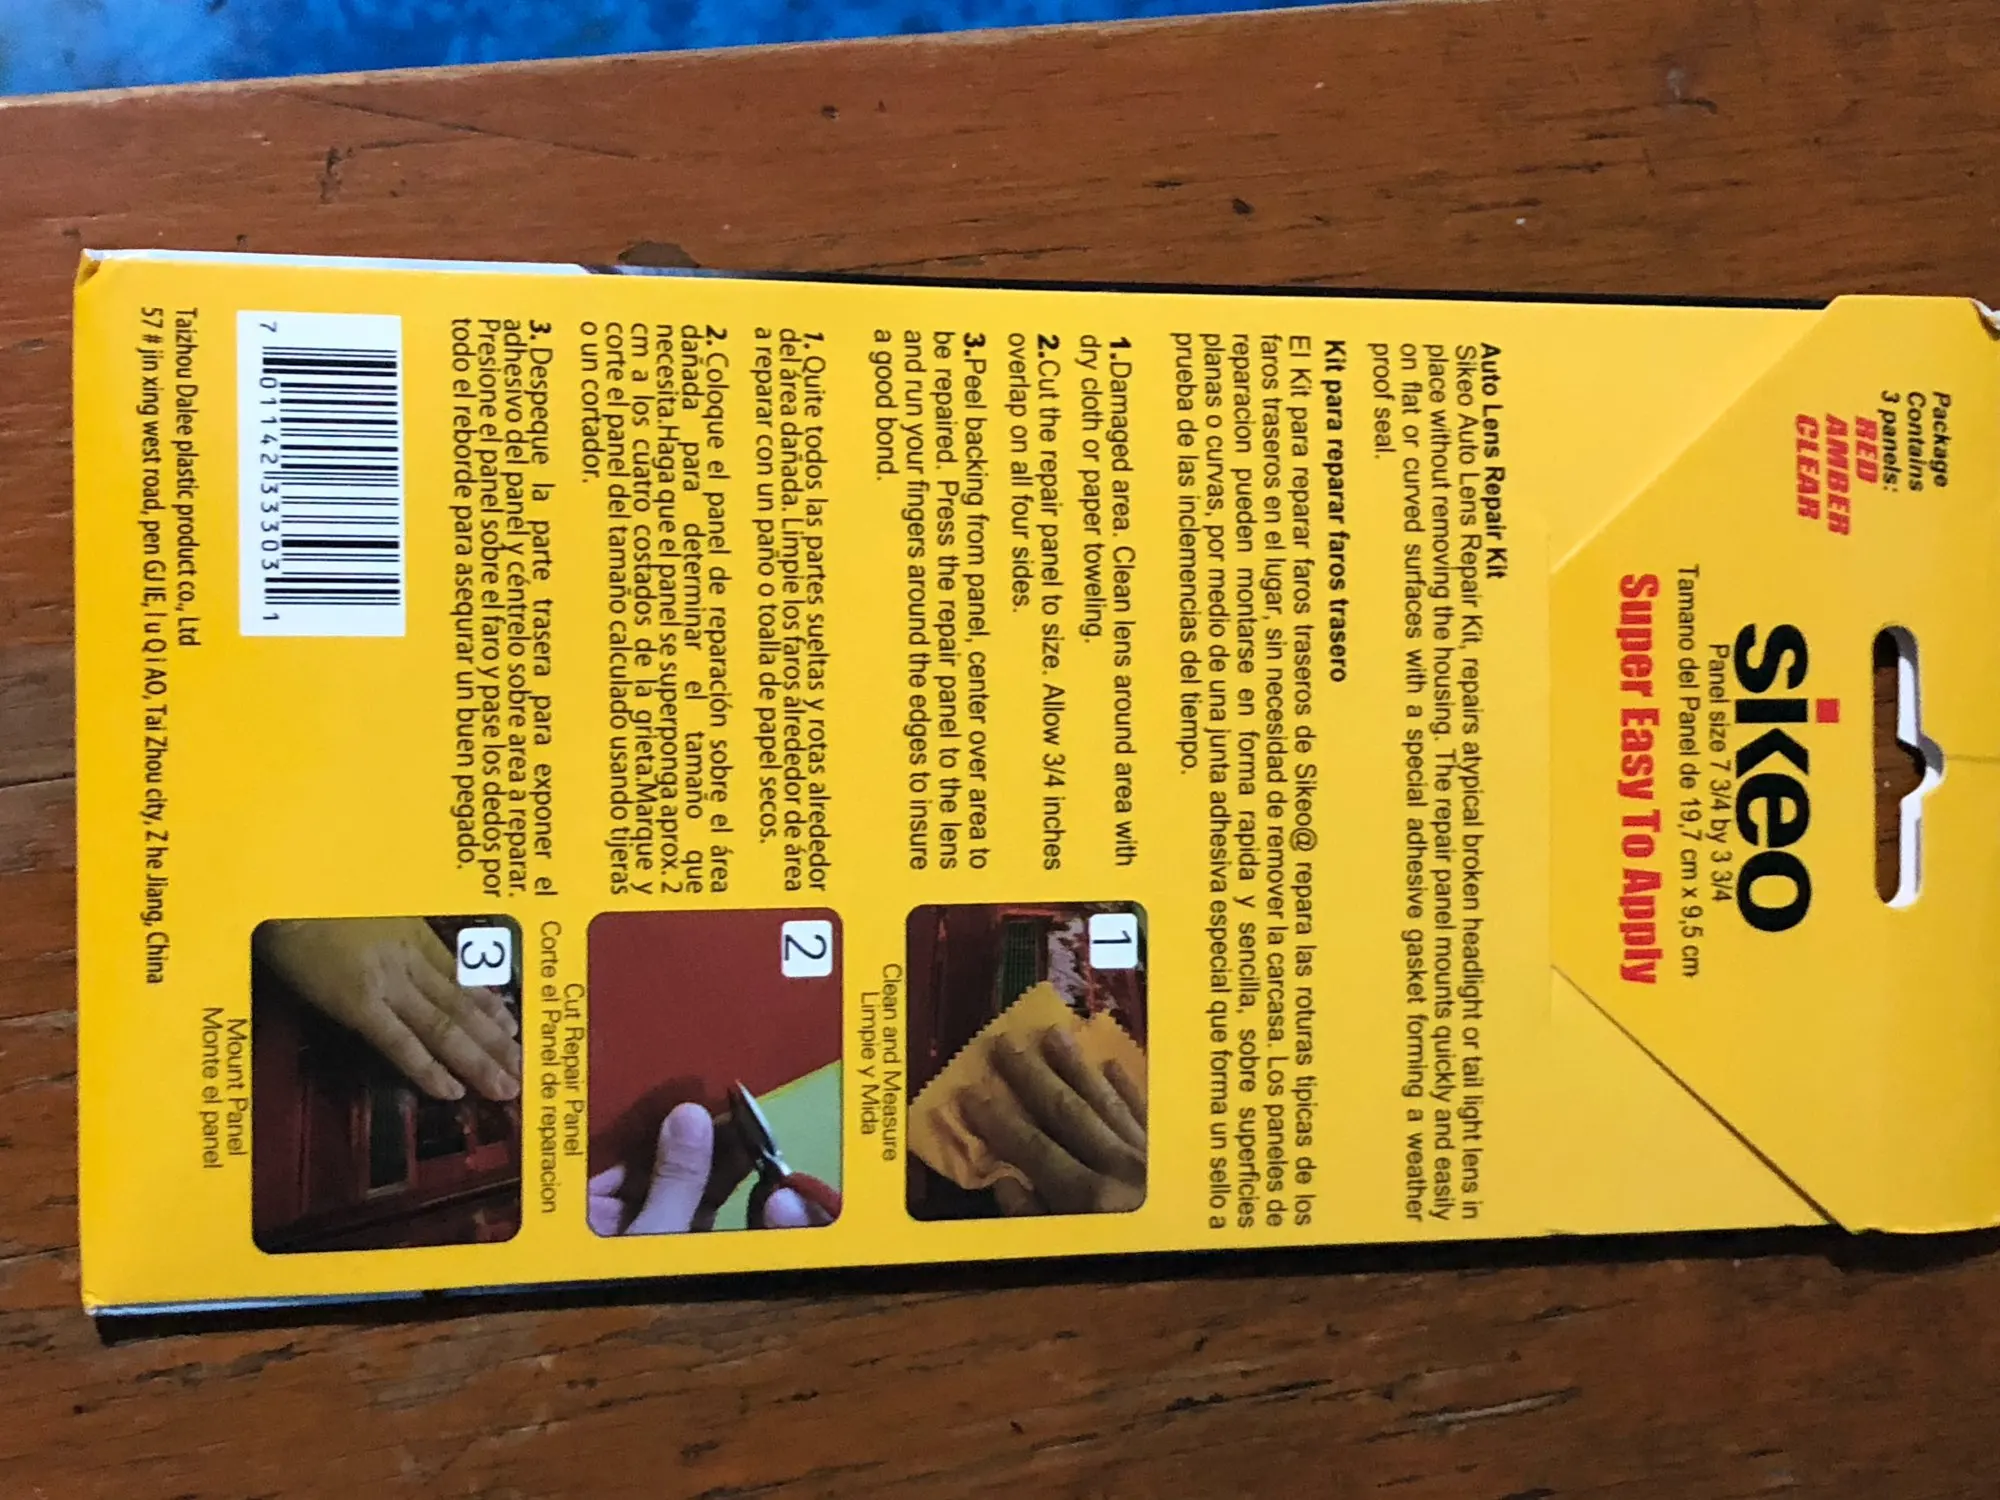 Package
Contains
3 panels:
RED
AMBER
CLEAR
sikeo
Panel size 7 3/4 by 3 3/4
Tamano del Panel de 19,7 cm x 9,5 cm
Super Easy To Apply
Auto Lens Repair Kit
Sikeo Auto Lens Repair Kit, repairs atypical broken headlight or tail light lens in
place without removing the housing. The repair panel mounts quickly and easily
on flat or curved surfaces with a special adhesive gasket forming a weather
proof seal.
Kit para reparar faros trasero
El Kit para reparar faros traseros de Sikeo@ repara las roturas tipicas de los
faros traseros en el lugar, sin necesidad de remover la carcasa. Los paneles de
reparacion pueden montarse en forma rapida y sencilla, sobre superficies
planas o curvas, por medio de una junta adhesiva especial que forma un sello a
prueba de las inclemencias del tiempo.
1.Damaged area. Clean lens around area with
dry cloth or paper toweling.
2.Cut the repair panel to size. Allow 3/4 inches
overlap on all four sides.
3.Peel backing from panel, center over area to
be repaired. Press the repair panel to the lens
and run your fingers around the edges to insure
a good bond.
1
Clean and Measure
Limpie y Mida
1. Quite todos las partes sueltas y rotas alrededor
del área dañada. Limpie los faros alrededor de área
a reparar con un paño o toalla de papel secos.
2. Coloque el panel de reparación sobre el área
dañada para determinar el tamaño que
necesita.Haga que el panel se superponga aprox. 2
cm a los cuatro costados de la grieta.Marque y
corte el panel del tamaño calculado usando tijeras
o un cortador.
2
Cut Repair Panel
Corte el Panel de reparacion
3. Despeque la parte trasera para exponer el
adhesivo del panel y céntrelo sobre area a reparar.
Presione el panel sobre el faro y pase los dedos por
todo el reborde para asequrar un buen pegado.
3
Mount Panel
Monte el panel
7 01142 33303 1
Taizhou Dalee plastic product co., Ltd
57 # jin xing west road, pen GJ IE, l u Q I AO, Tai Zhou city, Z he Jiang, China